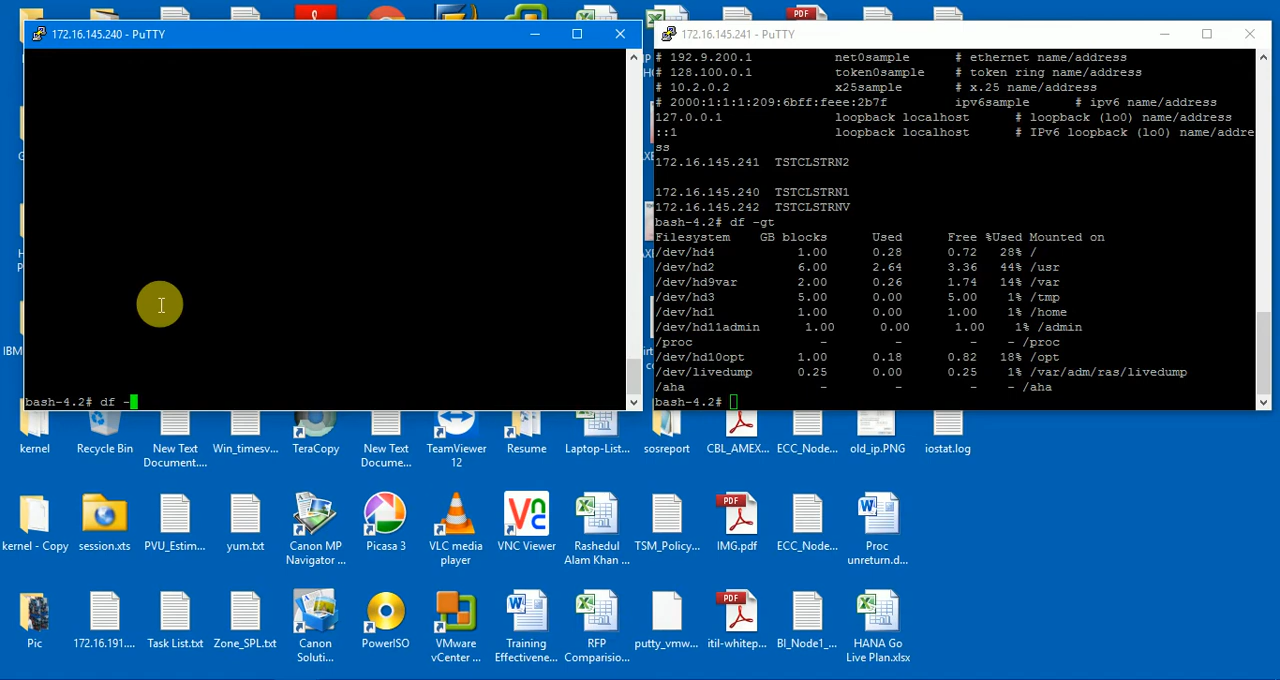 172.16.145.240 - PuTTY
bash-4.2# df -
172.16.145.241 - PuTTY
# 192.9.200.1 net0sample # ethernet name/address
# 128.100.0.1 token0sample # token ring name/address
# 10.2.0.2 x25sample # x.25 name/address
# 2000:1:1:1:209:6bff:feee:2b7f ipv6sample # ipv6 name/address
127.0.0.1 loopback localhost # loopback (lo0) name/address
::1 loopback localhost # IPv6 loopback (lo0) name/addre
ss
172.16.145.241 TSTCLSTRN2
172.16.145.240 TSTCLSTRN1
172.16.145.242 TSTCLSTRNV
bash-4.2# df -gt
Filesystem GB blocks Used Free %Used Mounted on
/dev/hd4 1.00 0.28 0.72 28% /
/dev/hd2 6.00 2.64 3.36 44% /usr
/dev/hd9var 2.00 0.26 1.74 14% /var
/dev/hd3 5.00 0.00 5.00 1% /tmp
/dev/hd1 1.00 0.00 1.00 1% /home
/dev/hd11admin 1.00 0.00 1.00 1% /admin
/proc - - - - /proc
/dev/hd10opt 1.00 0.18 0.82 18% /opt
/dev/livedump 0.25 0.00 0.25 1% /var/adm/ras/livedump
/aha - - - - /aha
bash-4.2#
kernel
Recycle Bin
New Text
Document....
Win_timesv...
TeraCopy
New Text
Docume...
TeamViewer
12
Resume
Laptop-List...
sosreport
CBL_AMEX...
ECC_Node...
old_ip.PNG
iostat.log
kernel - Copy
session.xts
PVU_Estim...
yum.txt
Canon MP
Navigator ...
Picasa 3
VLC media
player
VNC Viewer
Rashedul
Alam Khan ...
TSM_Policy...
IMG.pdf
ECC_Node...
Proc
unreturn.d...
Pic
172.16.191....
Task List.txt
Zone_SPL.txt
Canon
Soluti...
PowerISO
VMware
vCenter ...
Training
Effectivene...
RFP
Comparision...
putty_vmw...
itil-whitep...
BI_Node1_...
HANA Go
Live Plan.xlsx